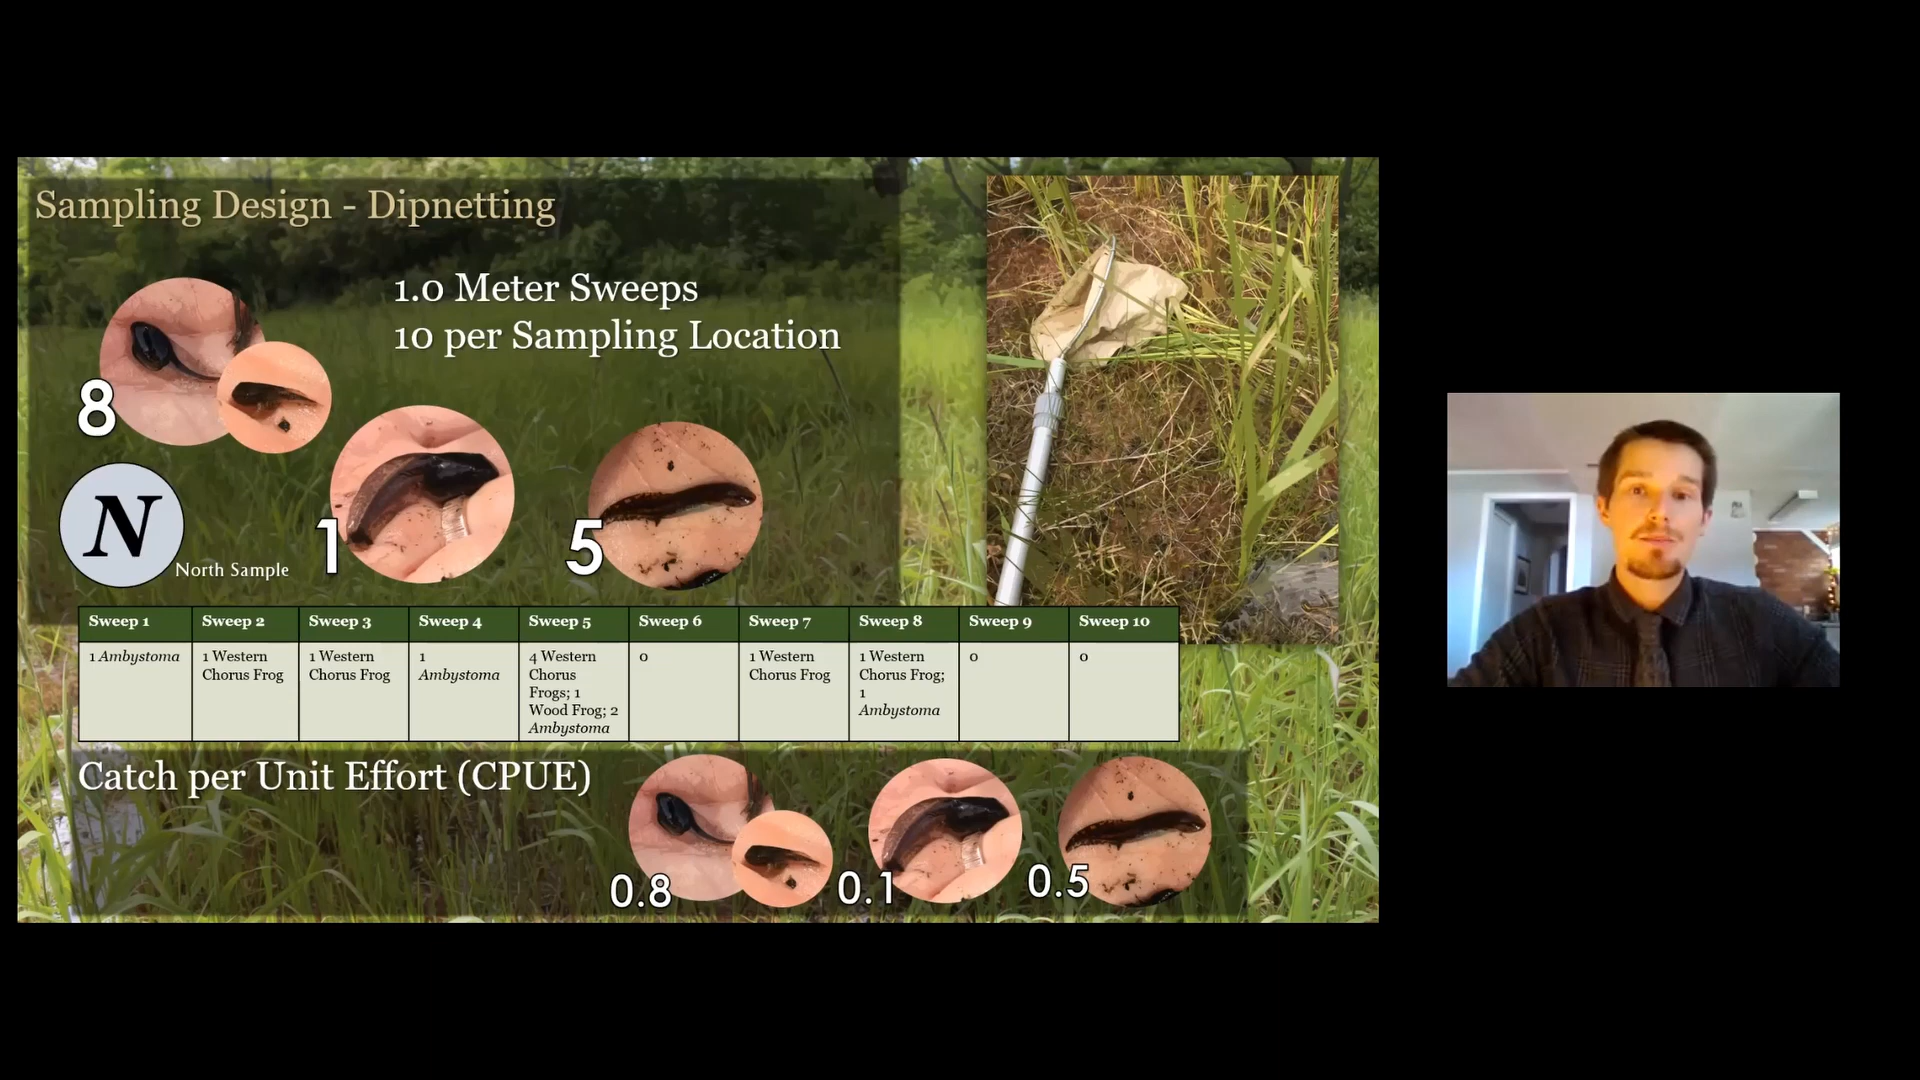 Sampling Design - Dipnetting
1.0 Meter Sweeps
10 per Sampling Location
8
N
North Sample
1
5
Sweep 1
Sweep 2
Sweep 3
Sweep 4
Sweep 5
Sweep 6
Sweep 7
Sweep 8
Sweep 9
Sweep 10
1 Ambystoma
1 Western
Chorus Frog
1 Western
Chorus Frog
1
Ambystoma
4 Western
Chorus
Frogs; 1
Wood Frog; 2
Ambystoma
0
1 Western
Chorus Frog
1 Western
Chorus Frog;
1
Ambystoma
0
0
Catch per Unit Effort (CPUE)
0.8
0.1
0.5